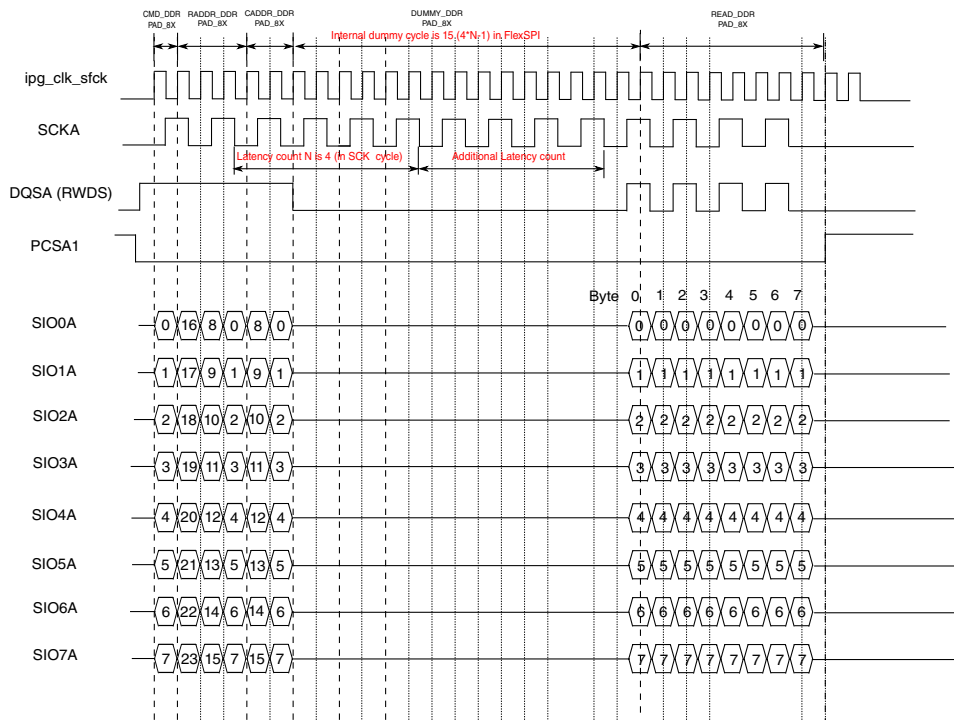 CMD_DDR RADDR_DDR CADDR_DDR DUMMY_DDR READ_DDR
PAD_8X PAD_8X PAD_8X PAD_8X PAD_8X
Internal dummy cycle is 15 (4*N-1) in FlexSPI
ipg_clk_sfck
SCKA
Latency count N is 4 (in SCK cycle) Additional Latency count
DQSA (RWDS)
PCSA1
Byte 0 1 2 3 4 5 6 7
SIO0A 0 16 8 0 8 0 0 0 0 0 0 0 0 0
SIO1A 1 17 9 1 9 1 1 1 1 1 1 1 1 1
SIO2A 2 18 10 2 10 2 2 2 2 2 2 2 2 2
SIO3A 3 19 11 3 11 3 3 3 3 3 3 3 3 3
SIO4A 4 20 12 4 12 4 4 4 4 4 4 4 4 4
SIO5A 5 21 13 5 13 5 5 5 5 5 5 5 5 5
SIO6A 6 22 14 6 14 6 6 6 6 6 6 6 6 6
SIO7A 7 23 15 7 15 7 7 7 7 7 7 7 7 7